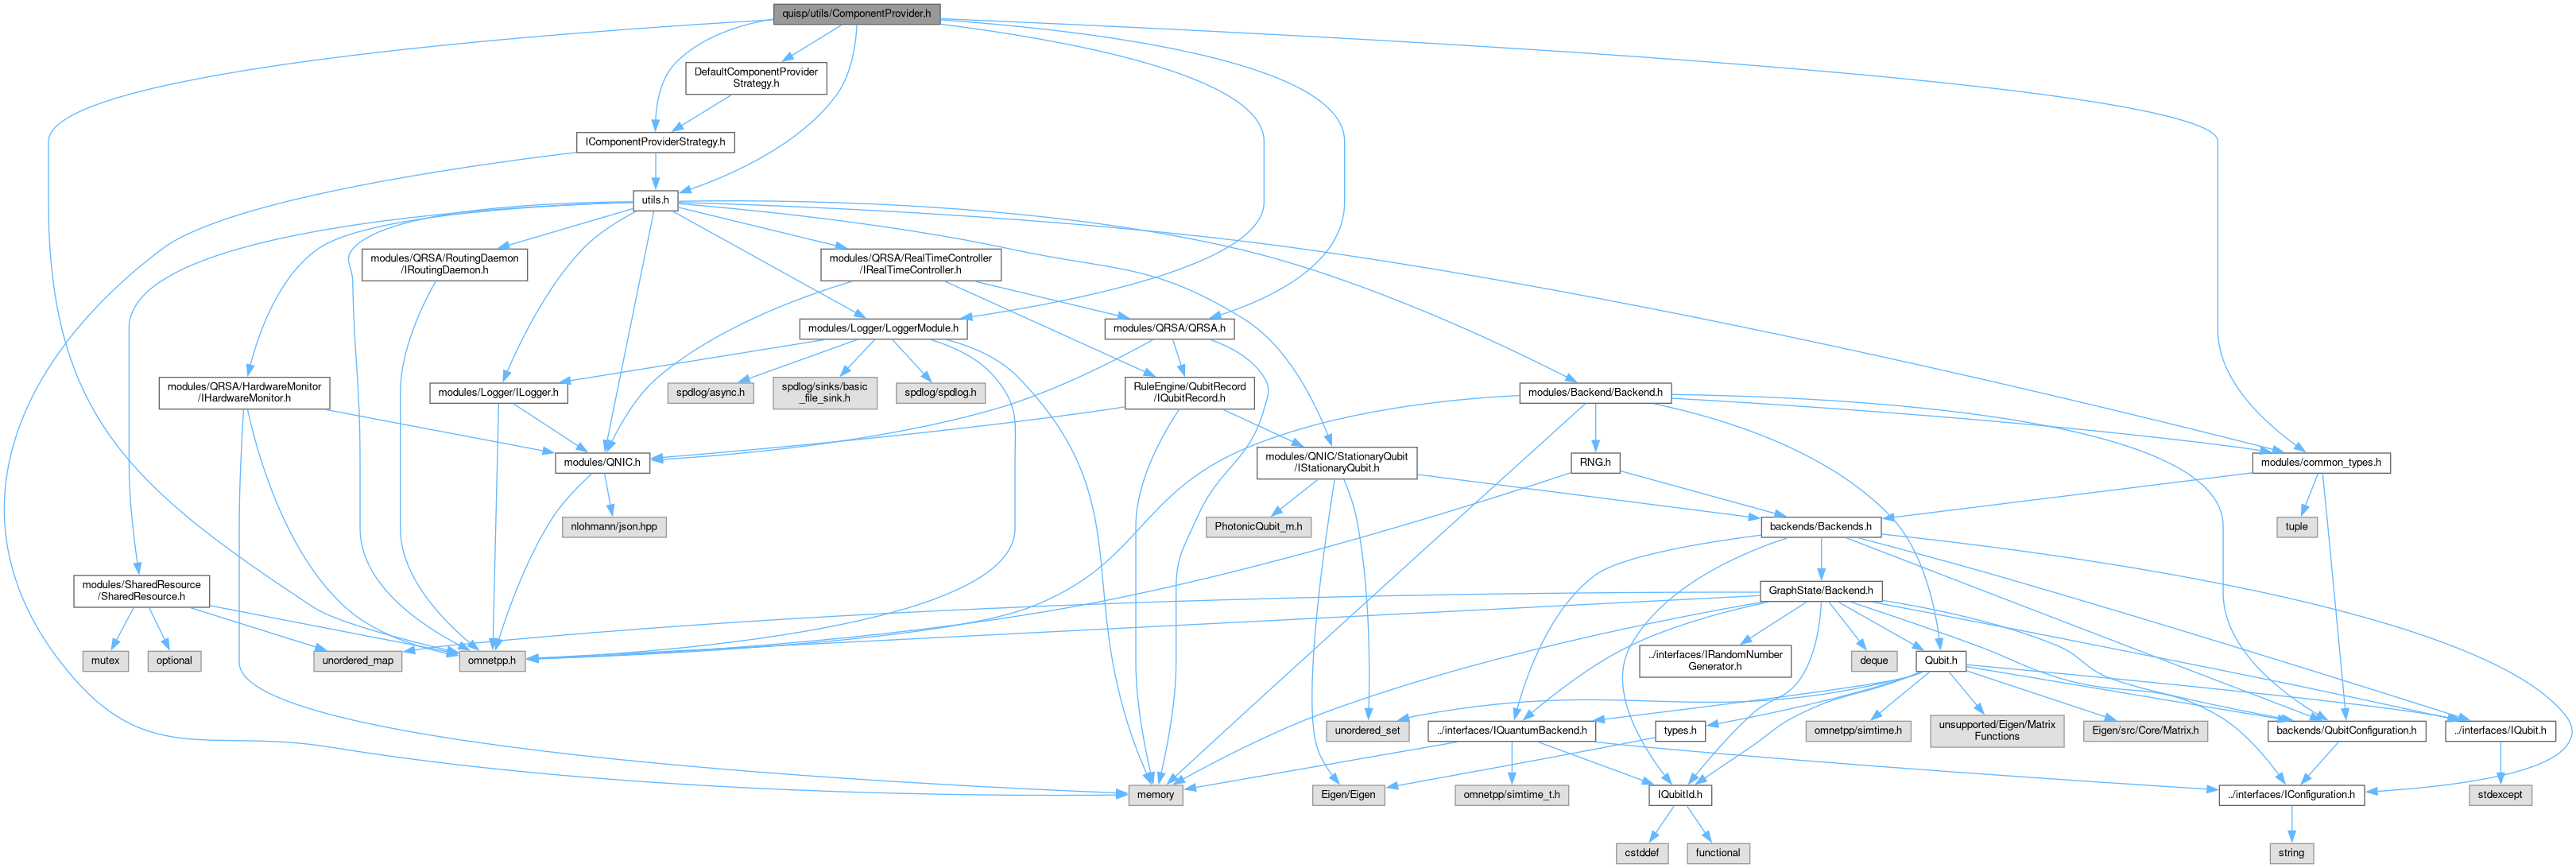 quisp/utils/ComponentProvider.h
DefaultComponentProvider
Strategy.h
IComponentProviderStrategy.h
utils.h
modules/QRSA/RoutingDaemon
/IRoutingDaemon.h
modules/QRSA/RealTimeController
/IRealTimeController.h
modules/Logger/LoggerModule.h
modules/QRSA/QRSA.h
modules/QRSA/HardwareMonitor
/IHardwareMonitor.h
modules/Logger/ILogger.h
spdlog/async.h
spdlog/sinks/basic
_file_sink.h
spdlog/spdlog.h
RuleEngine/QubitRecord
/IQubitRecord.h
modules/Backend/Backend.h
modules/QNIC.h
modules/QNIC/StationaryQubit
/IStationaryQubit.h
RNG.h
modules/common_types.h
nlohmann/json.hpp
PhotonicQubit_m.h
backends/Backends.h
tuple
modules/SharedResource
/SharedResource.h
GraphState/Backend.h
mutex
optional
unordered_map
omnetpp.h
../interfaces/IRandomNumber
Generator.h
deque
Qubit.h
unordered_set
../interfaces/IQuantumBackend.h
types.h
omnetpp/simtime.h
unsupported/Eigen/Matrix
Functions
Eigen/src/Core/Matrix.h
backends/QubitConfiguration.h
../interfaces/IQubit.h
memory
Eigen/Eigen
omnetpp/simtime_t.h
IQubitId.h
../interfaces/IConfiguration.h
stdexcept
cstddef
functional
string